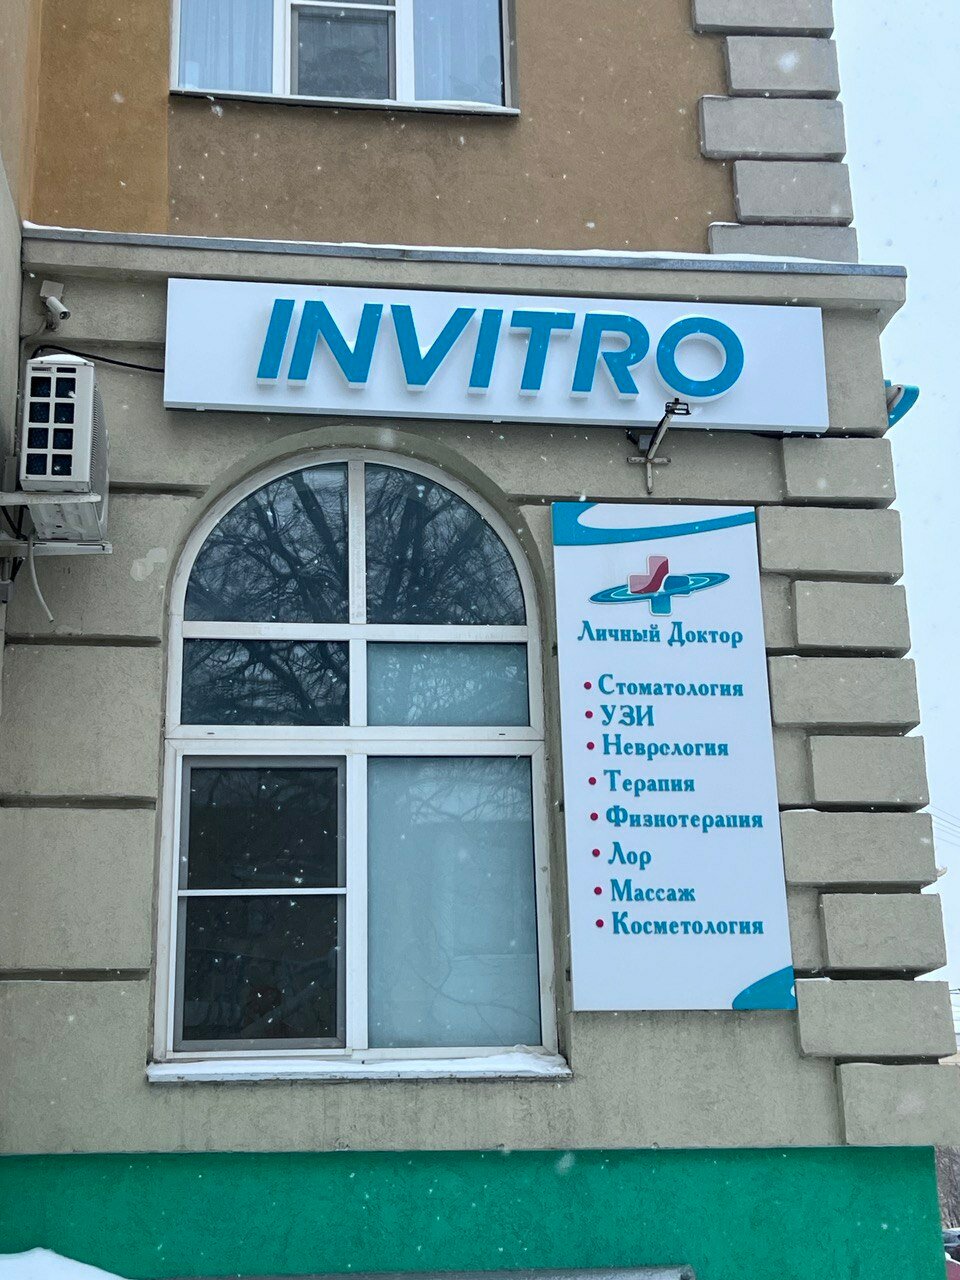 INVITRO
Личный Доктор
• Стоматология
• УЗИ
• Неврология
• Терапия
• Физиотерапия
• Лор
• Массаж
• Косметология